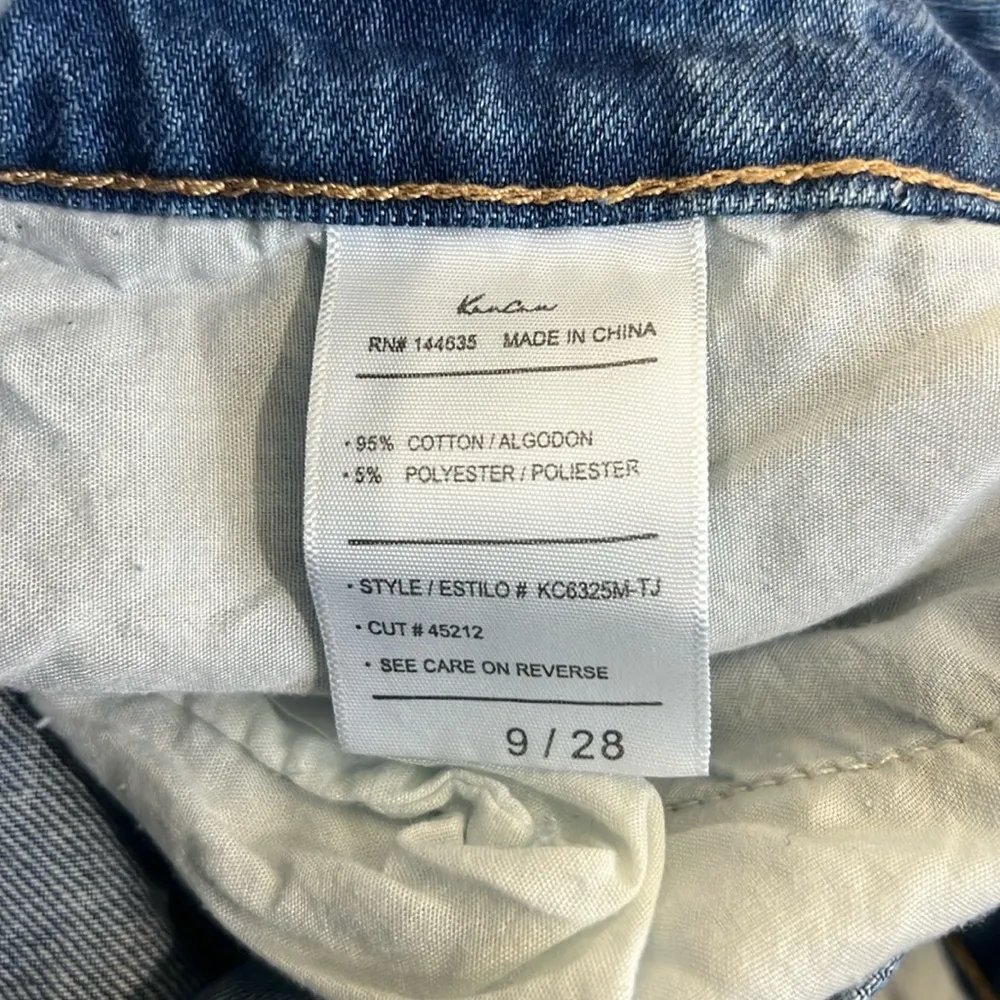 KanCan
RN# 144635 MADE IN CHINA
• 95% COTTON / ALGODON
• 5% POLYESTER / POLIESTER
• STYLE / ESTILO # KC6325M-TJ
• CUT # 45212
• SEE CARE ON REVERSE
9 / 28